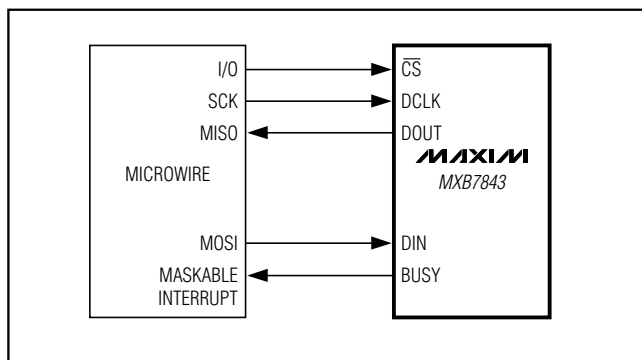 I/O
SCK
MISO
MICROWIRE
MOSI
MASKABLE
INTERRUPT
CS
DCLK
DOUT
MAXIM
MXB7843
DIN
BUSY